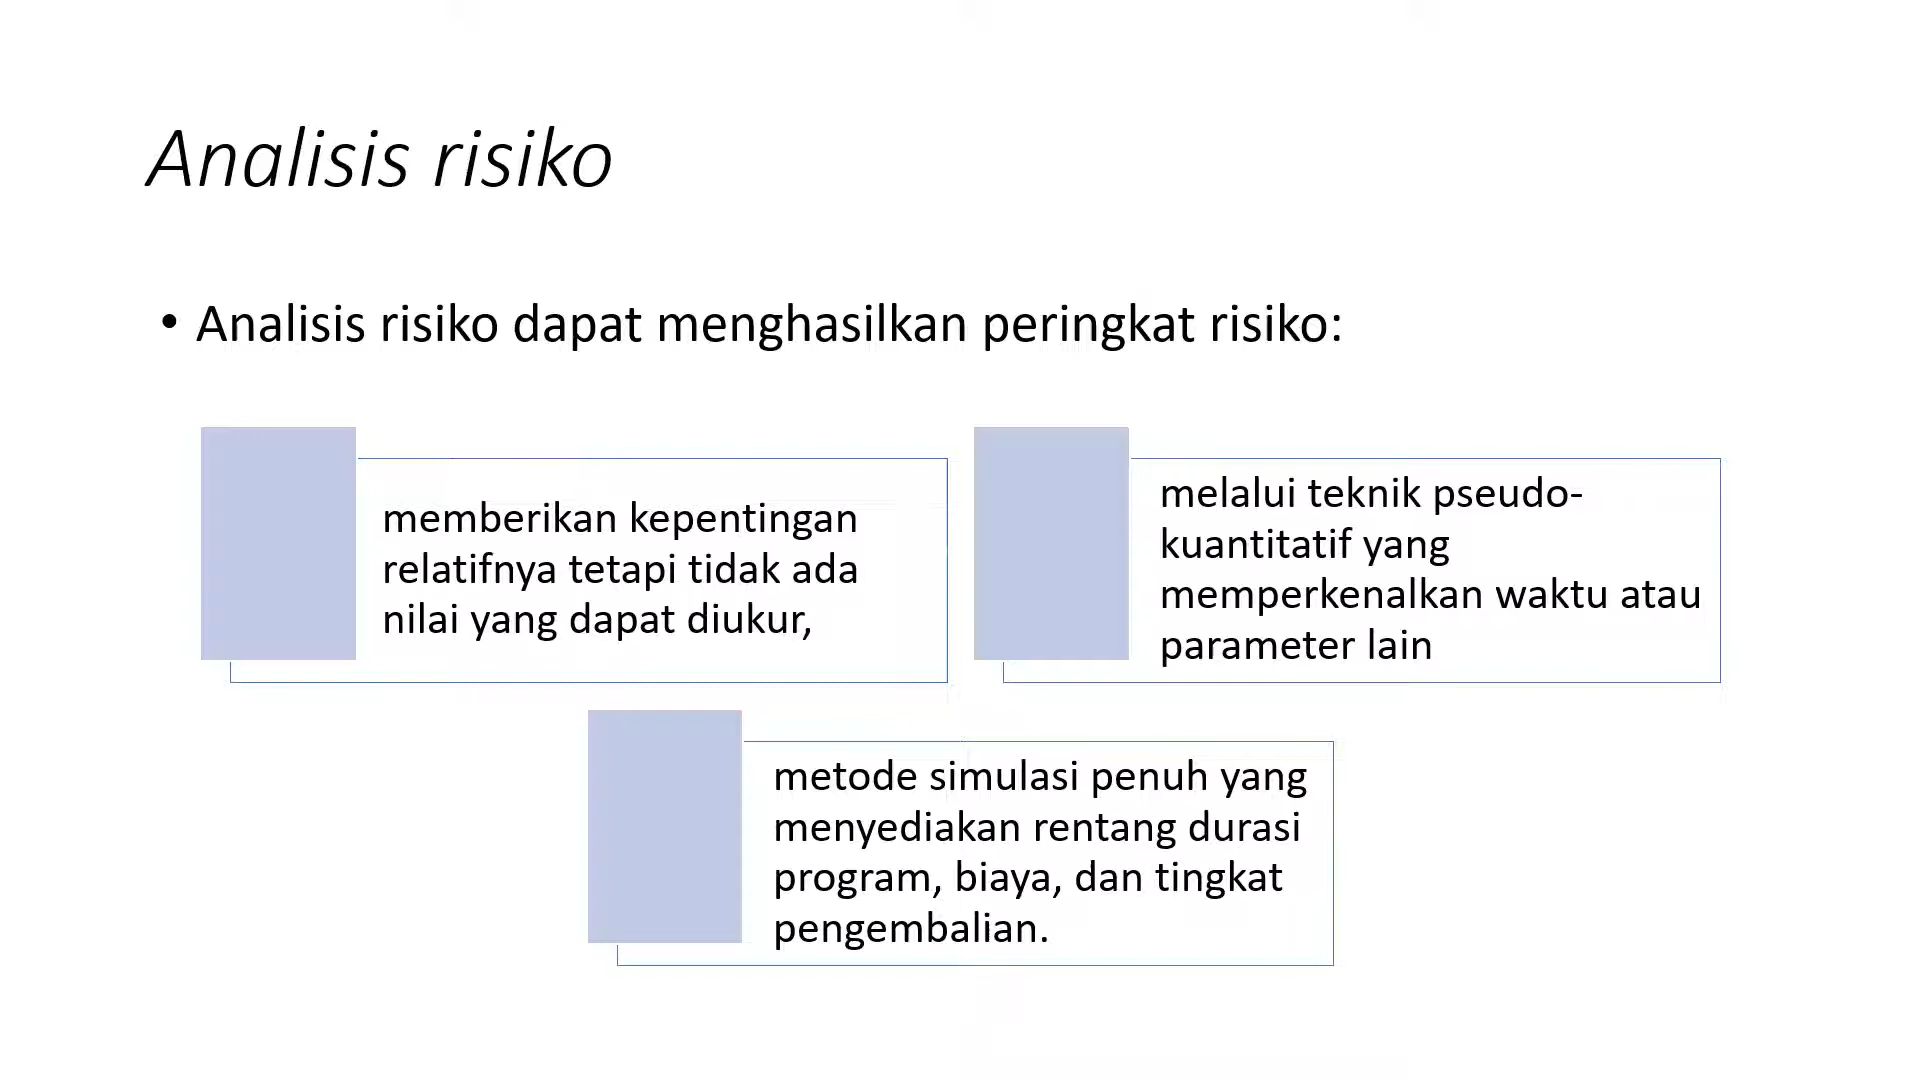 Analisis risiko
• Analisis risiko dapat menghasilkan peringkat risiko:
memberikan kepentingan
relatifnya tetapi tidak ada
nilai yang dapat diukur,
melalui teknik pseudo-
kuantitatif yang
memperkenalkan waktu atau
parameter lain
metode simulasi penuh yang
menyediakan rentang durasi
program, biaya, dan tingkat
pengembalian.